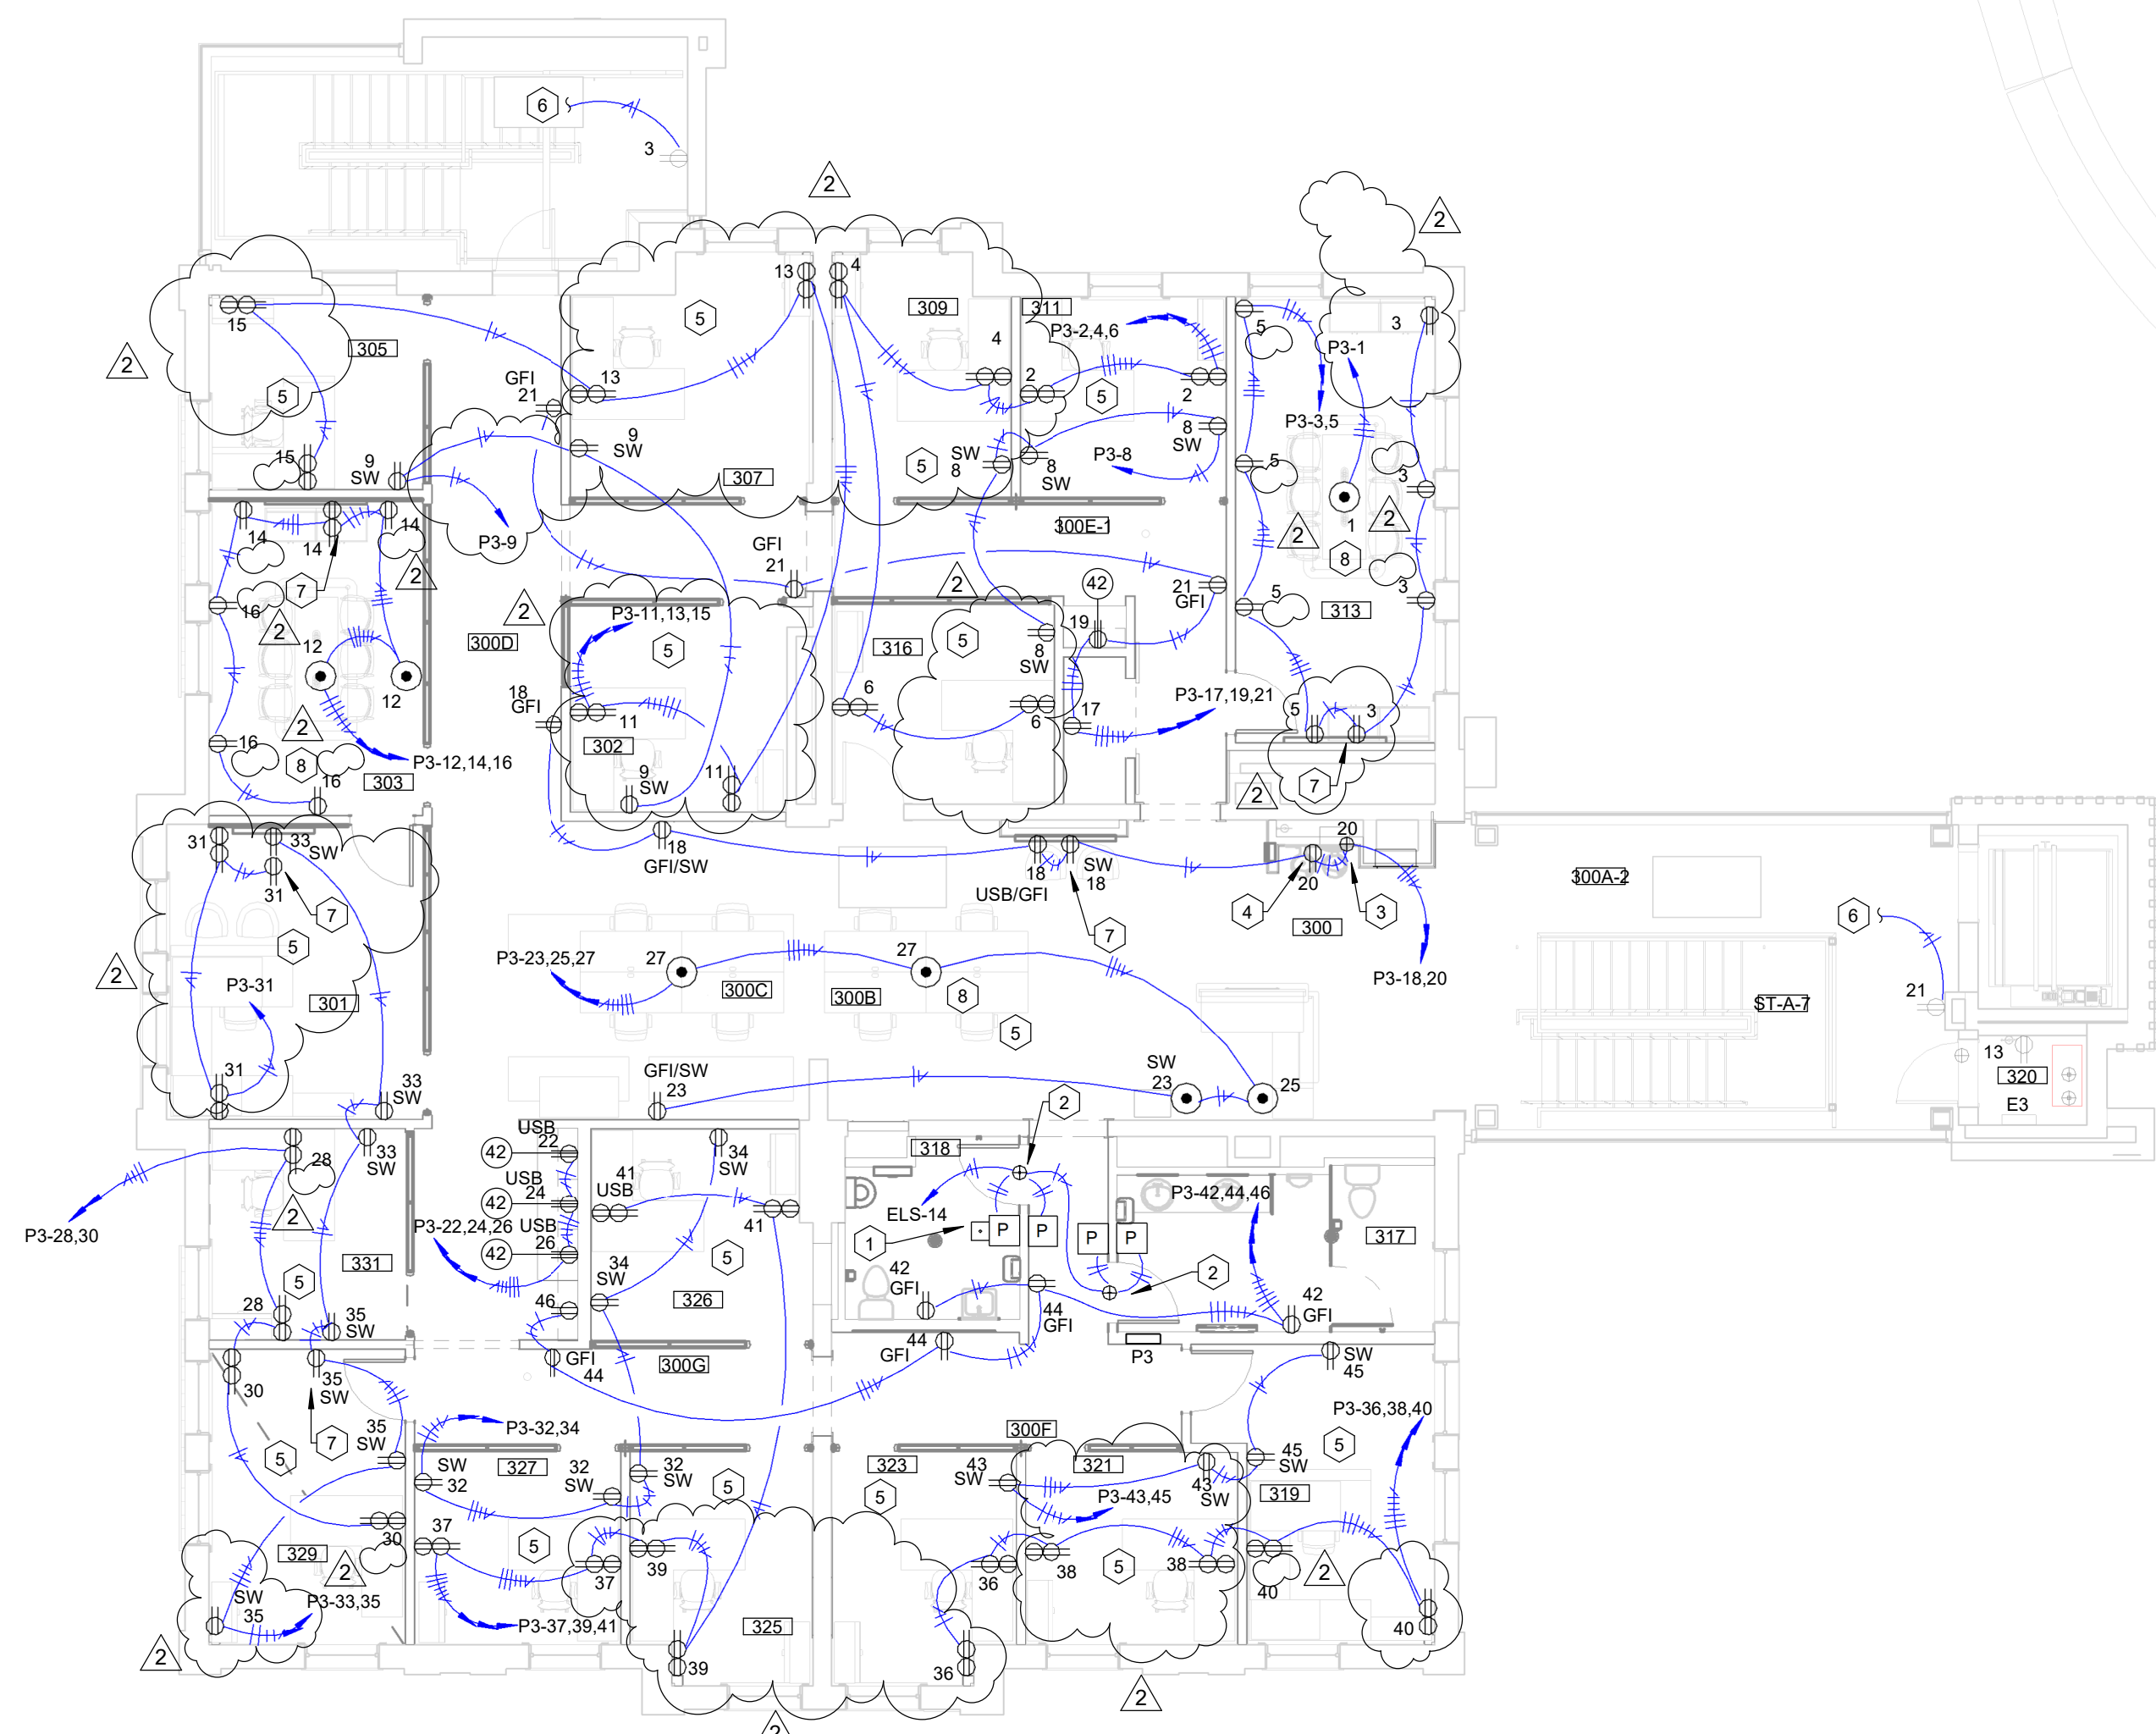 6
3
2
2
13
4
15
5
309
311
P3-2,4,6
5
3
2
305
4
P3-1
5
GFI
21
13
2
5
2
P3-3,5
9
SW
8
SW
15
9
SW
307
5
SW
8
8
SW
P3-8
5
3
14
14
14
P3-9
GFI
21
300E-1
2
2
1
8
7
2
2
2
42
21
GFI
5
3
313
16
2
P3-11,13,15
300D
5
316
5
8
SW
19
12
12
18
GFI
11
6
6
17
P3-17,19,21
5
3
2
16
8
16
303
P3-12,14,16
302
9
SW
11
7
2
31
33
SW
31
7
18
GFI/SW
18
USB/GFI
SW
18
20
20
4
3
300
300A-2
6
5
7
2
P3-31
301
P3-23,25,27
27
27
300C
300B
8
5
P3-18,20
ST-A-7
21
31
33
SW
GFI/SW
23
SW
23
25
2
13
320
E3
28
33
SW
USB
22
42
34
SW
318
USB
24
42
41
USB
41
P3-42,44,46
2
P3-22,24,26
USB
26
42
ELS-14
1
P
P
P
P
317
P3-28,30
331
5
5
34
SW
326
42
GFI
2
28
35
SW
46
44
GFI
42
GFI
30
35
SW
GFI
44
300G
44
GFI
P3
SW
45
5
7
35
SW
P3-32,34
300F
P3-36,38,40
5
SW
32
327
32
SW
32
SW
5
323
5
43
SW
321
43
SW
45
SW
319
P3-43,45
30
37
5
37
39
36
38
5
38
40
2
329
2
SW
35
P3-33,35
P3-37,39,41
325
39
36
40
2
2
2